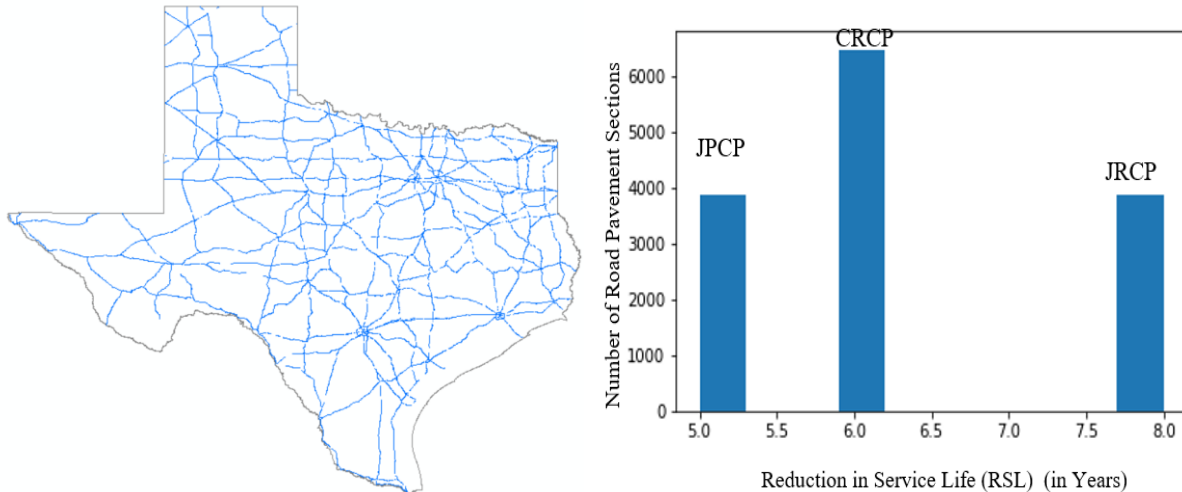 CRCP
JPCP
JRCP
Number of Road Pavement Sections
6000
5000
4000
3000
2000
1000
0
5.0 5.5 6.0 6.5 7.0 7.5 8.0
Reduction in Service Life (RSL) (in Years)